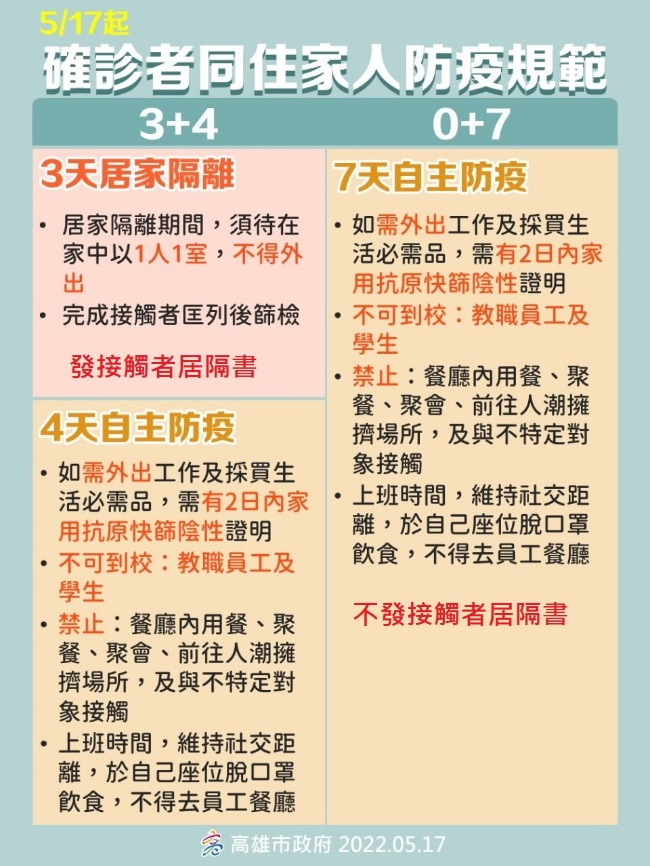 5/17起
確診者同住家人防疫規範
3+4
3天居家隔離
• 居家隔離期間，須待在
家中以1人1室，不得外
出
• 完成接觸者匡列後篩檢
發接觸者居隔書
4天自主防疫
• 如需外出工作及採買生
活必需品，需有2日內家
用抗原快篩陰性證明
• 不可到校：教職員工及
學生
• 禁止：餐廳內用餐、聚
餐、聚會、前往人潮擁
擠場所，及與不特定對
象接觸
• 上班時間，維持社交距
離，於自己座位脫口罩
飲食，不得去員工餐廳
0+7
7天自主防疫
• 如需外出工作及採買生
活必需品，需有2日內家
用抗原快篩陰性證明
• 不可到校：教職員工及
學生
• 禁止：餐廳內用餐、聚
餐、聚會、前往人潮擁
擠場所，及與不特定對
象接觸
• 上班時間，維持社交距
離，於自己座位脫口罩
飲食，不得去員工餐廳
不發接觸者居隔書
高雄市政府 2022.05.17